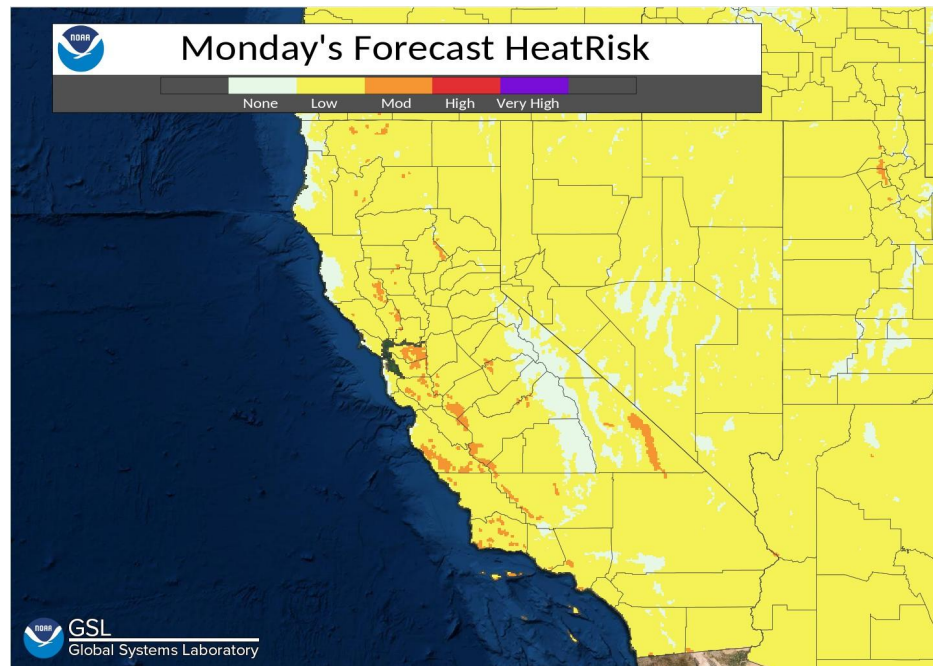 NOAA
Monday's Forecast HeatRisk
None Low Mod High Very High
NOAA
GSL
Global Systems Laboratory